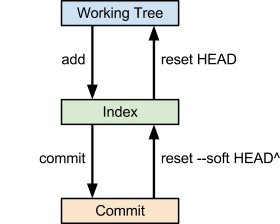 Working Tree
add
reset HEAD
Index
commit
reset --soft HEAD^
Commit